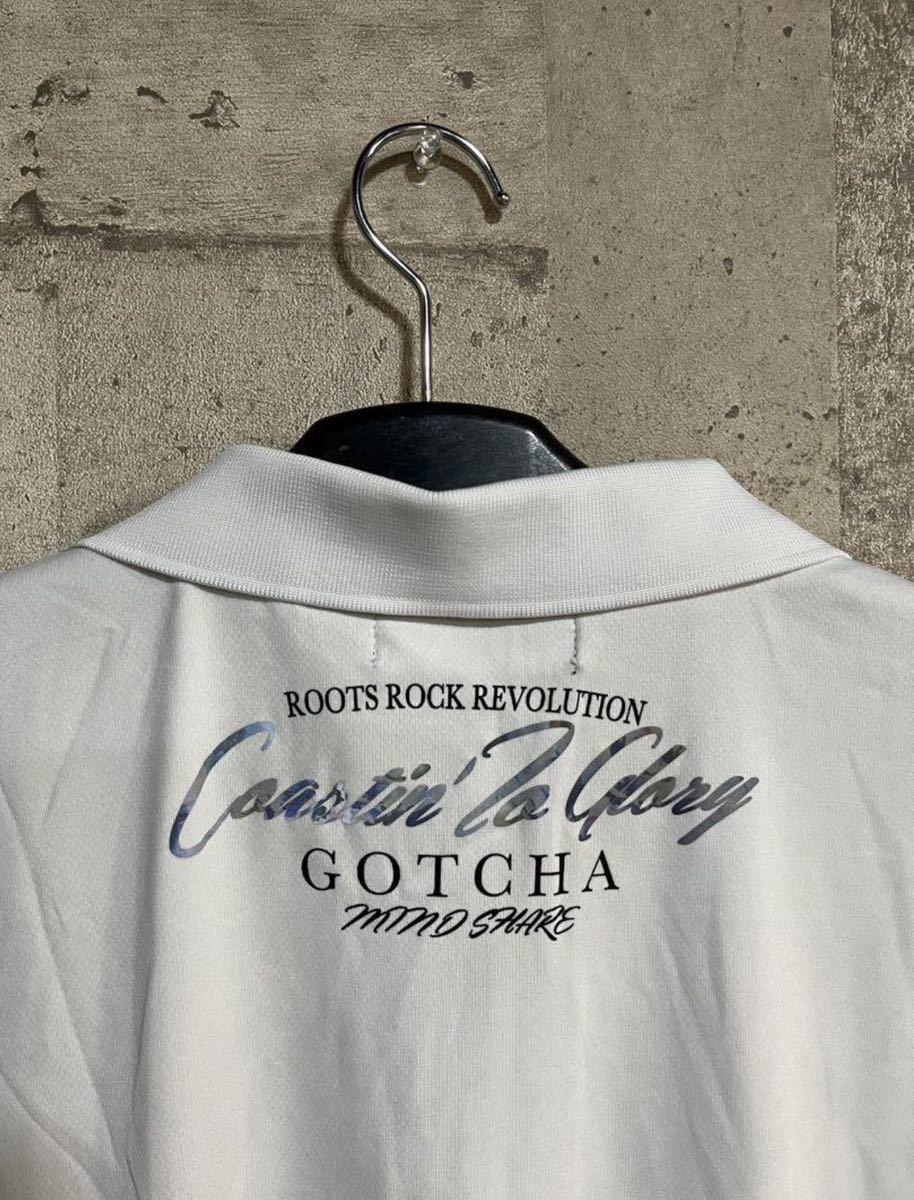 ROOTS ROCK REVOLUTION
Coastin' To Glory
GOTCHA
MIND SHARE